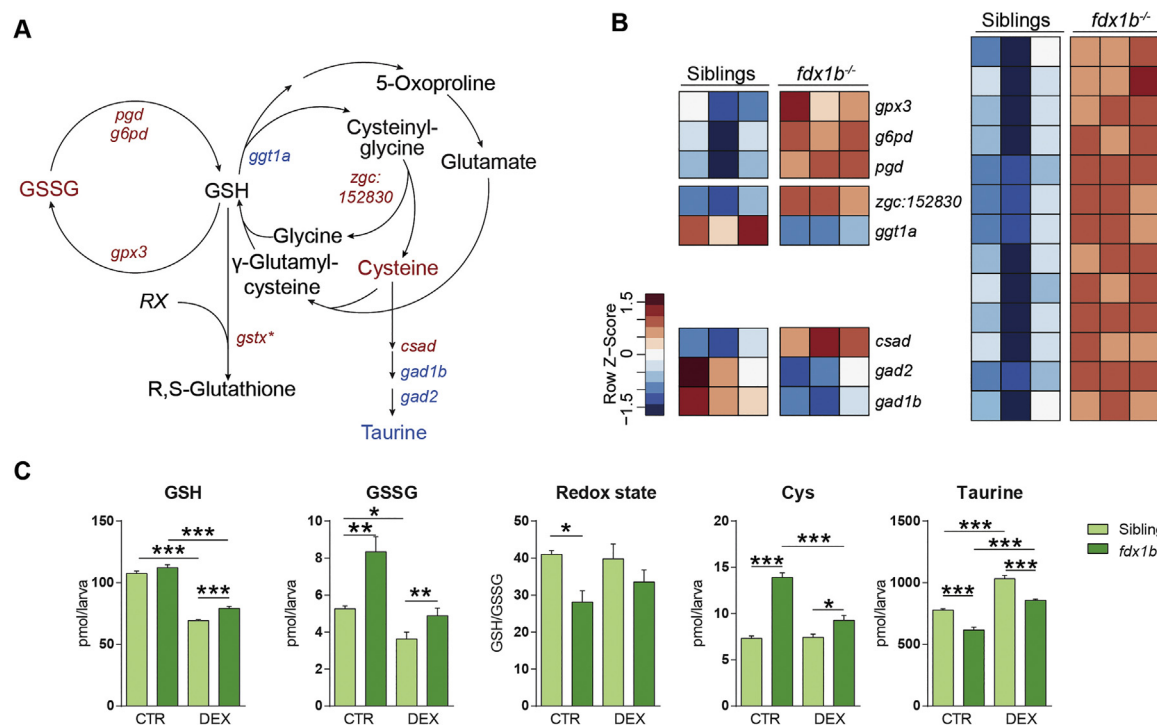 A
pgd
g6pd
GSSG
gpx3
GSH
ggt1a
5-Oxoproline
Cysteinyl-
glycine
Glutamate
zgc:
152830
Glycine
γ-Glutamyl-
cysteine
Cysteine
RX
gstx*
R,S-Glutathione
csad
gad1b
gad2
Taurine
B
Siblings fdx1b-/-
gpx3
g6pd
pgd
zgc:152830
ggt1a
csad
gad2
gad1b
Row Z-Score
1.5
0
−1.5
Siblings fdx1b-/-
C
GSH
pmol/larva
150
100
50
0
***
***
***
CTR DEX
GSSG
pmol/larva
10
8
6
4
2
0
*
**
**
CTR DEX
Redox state
GSH/GSSG
50
40
30
20
10
0
*
CTR DEX
Cys
pmol/larva
20
15
10
5
0
***
***
*
CTR DEX
Taurine
pmol/larva
1500
1000
500
0
***
***
***
***
CTR DEX
Sibling
fdx1b